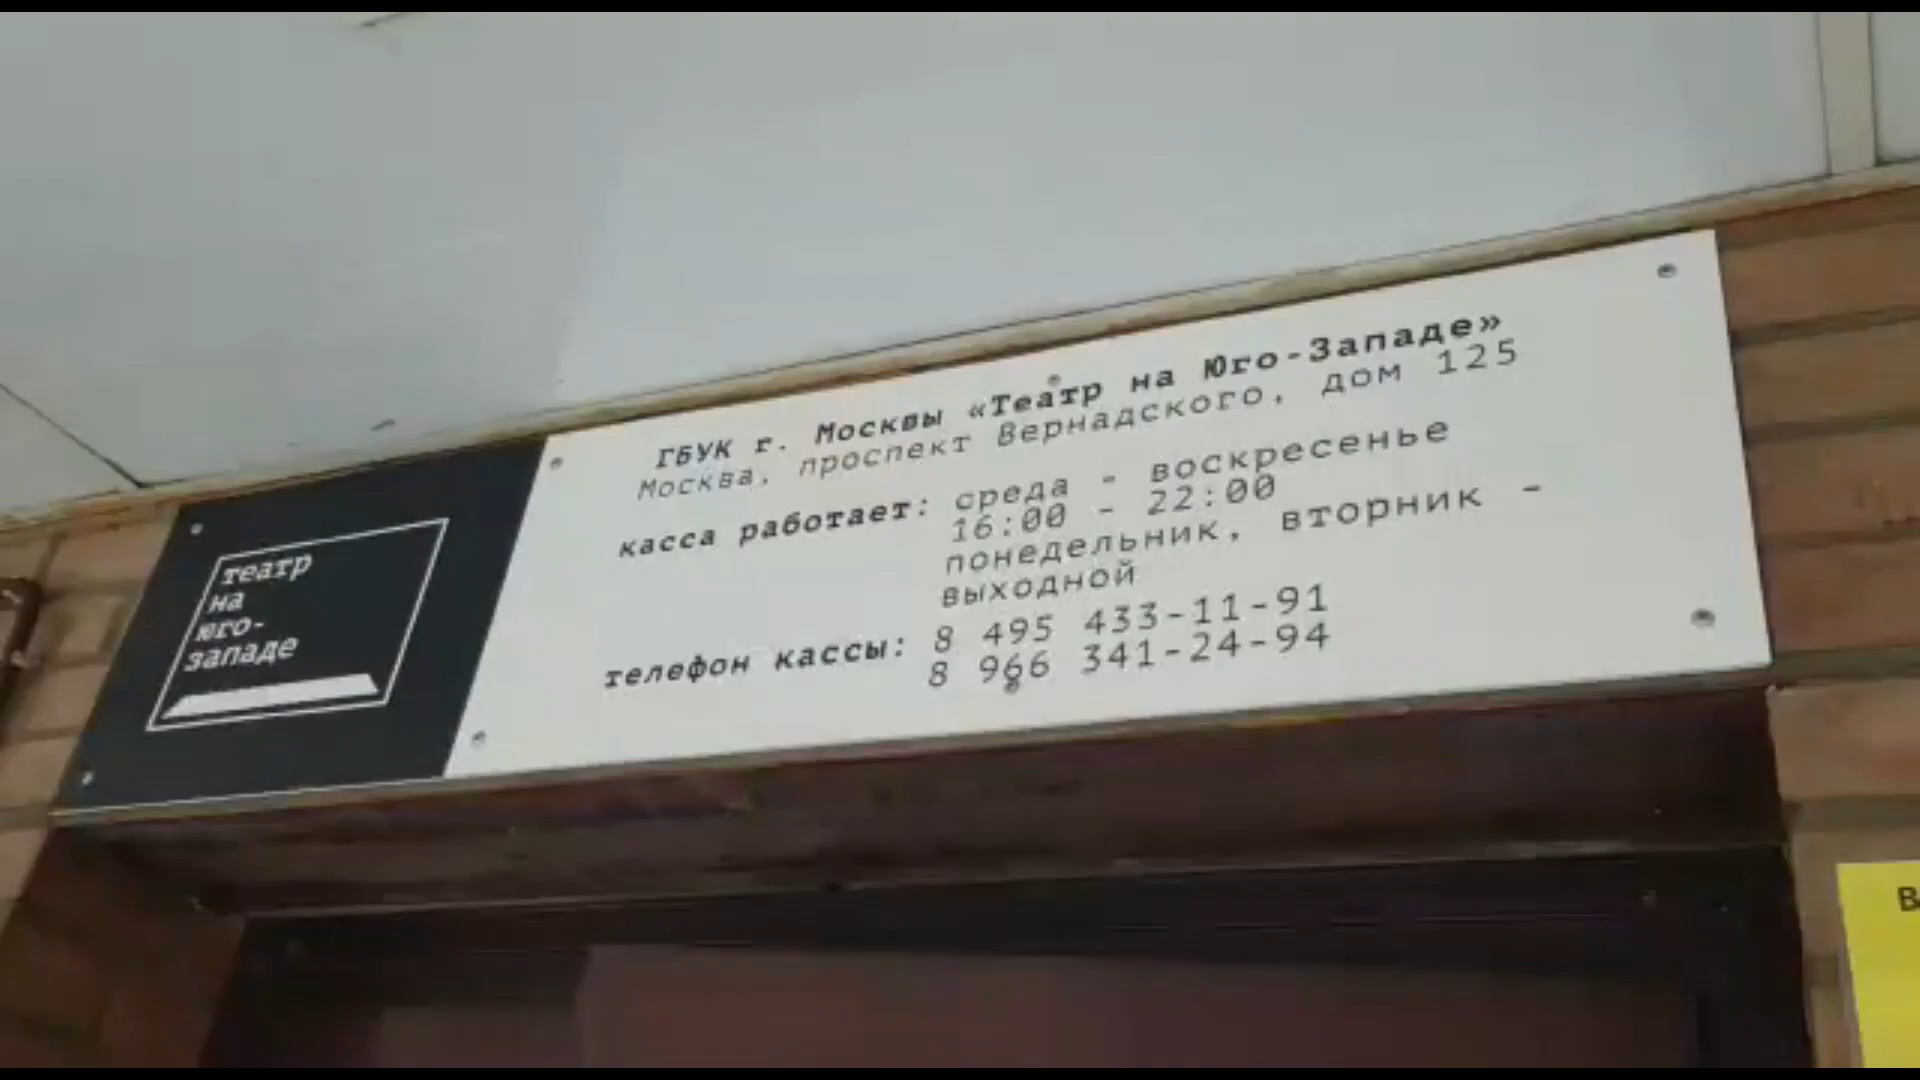 театр
на
юго-
западе
ГБУК г. Москвы «Театр на Юго-Западе»
Москва, проспект Вернадского, дом 125
касса работает: среда - воскресенье
16:00 - 22:00
понедельник, вторник -
выходной
телефон кассы: 8 495 433-11-91
8 966 341-24-94